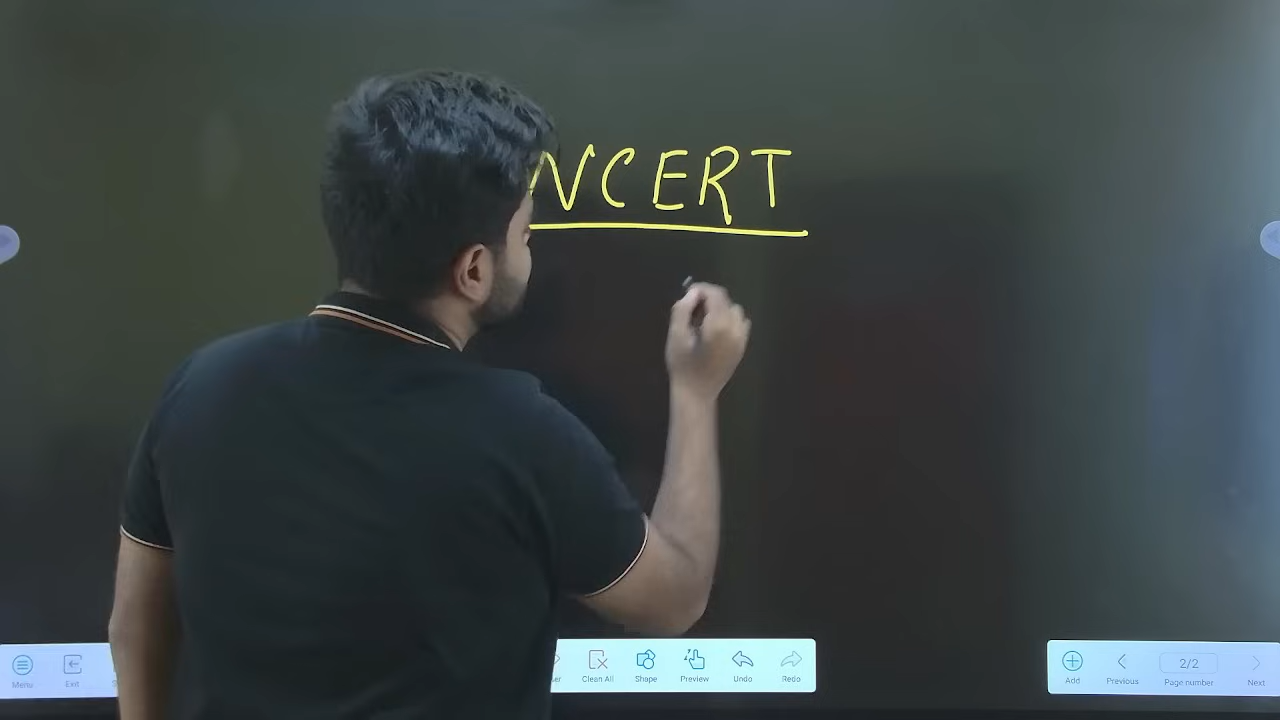 NCERT
Menu
Exit
Clean All
Shape
Preview
Undo
Redo
Add
Previous
2/2
Page number
Next